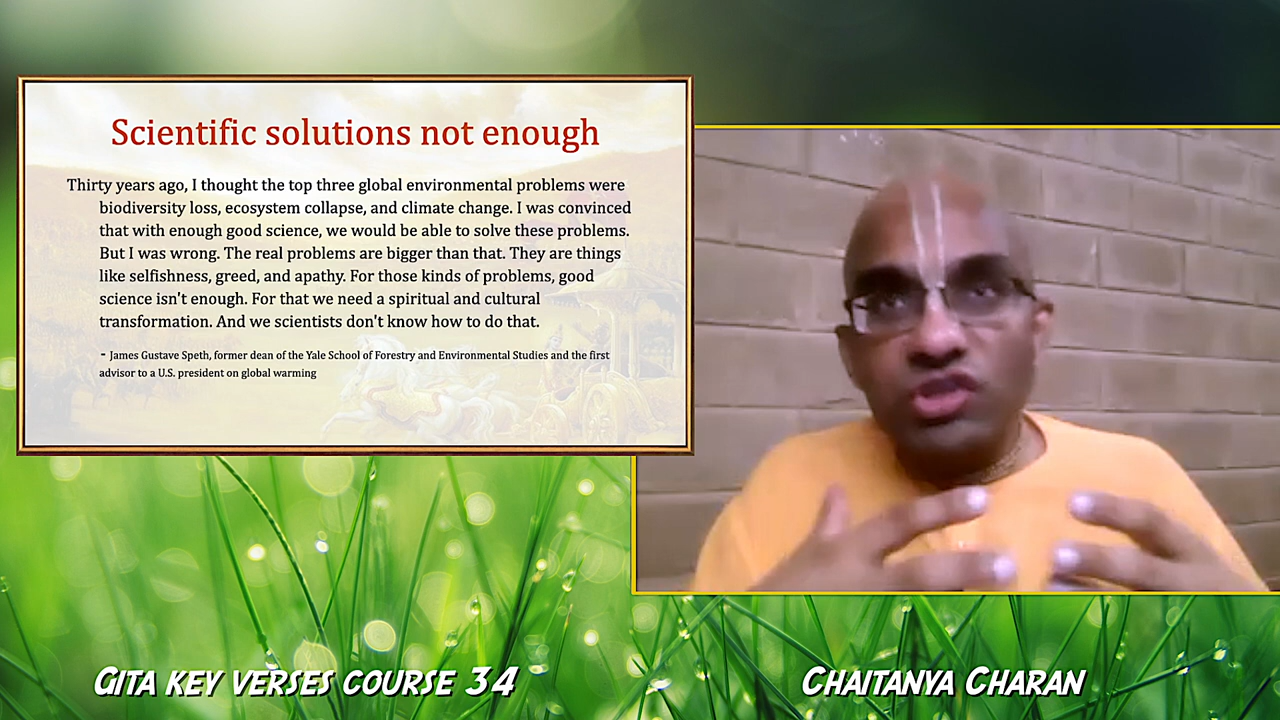 Scientific solutions not enough
Thirty years ago, I thought the top three global environmental problems were
biodiversity loss, ecosystem collapse, and climate change. I was convinced
that with enough good science, we would be able to solve these problems.
But I was wrong. The real problems are bigger than that. They are things
like selfishness, greed, and apathy. For those kinds of problems, good
science isn't enough. For that we need a spiritual and cultural
transformation. And we scientists don't know how to do that.
- James Gustave Speth, former dean of the Yale School of Forestry and Environmental Studies and the first
advisor to a U.S. president on global warming
GITA KEY VERSES COURSE 34
CHAITANYA CHARAN